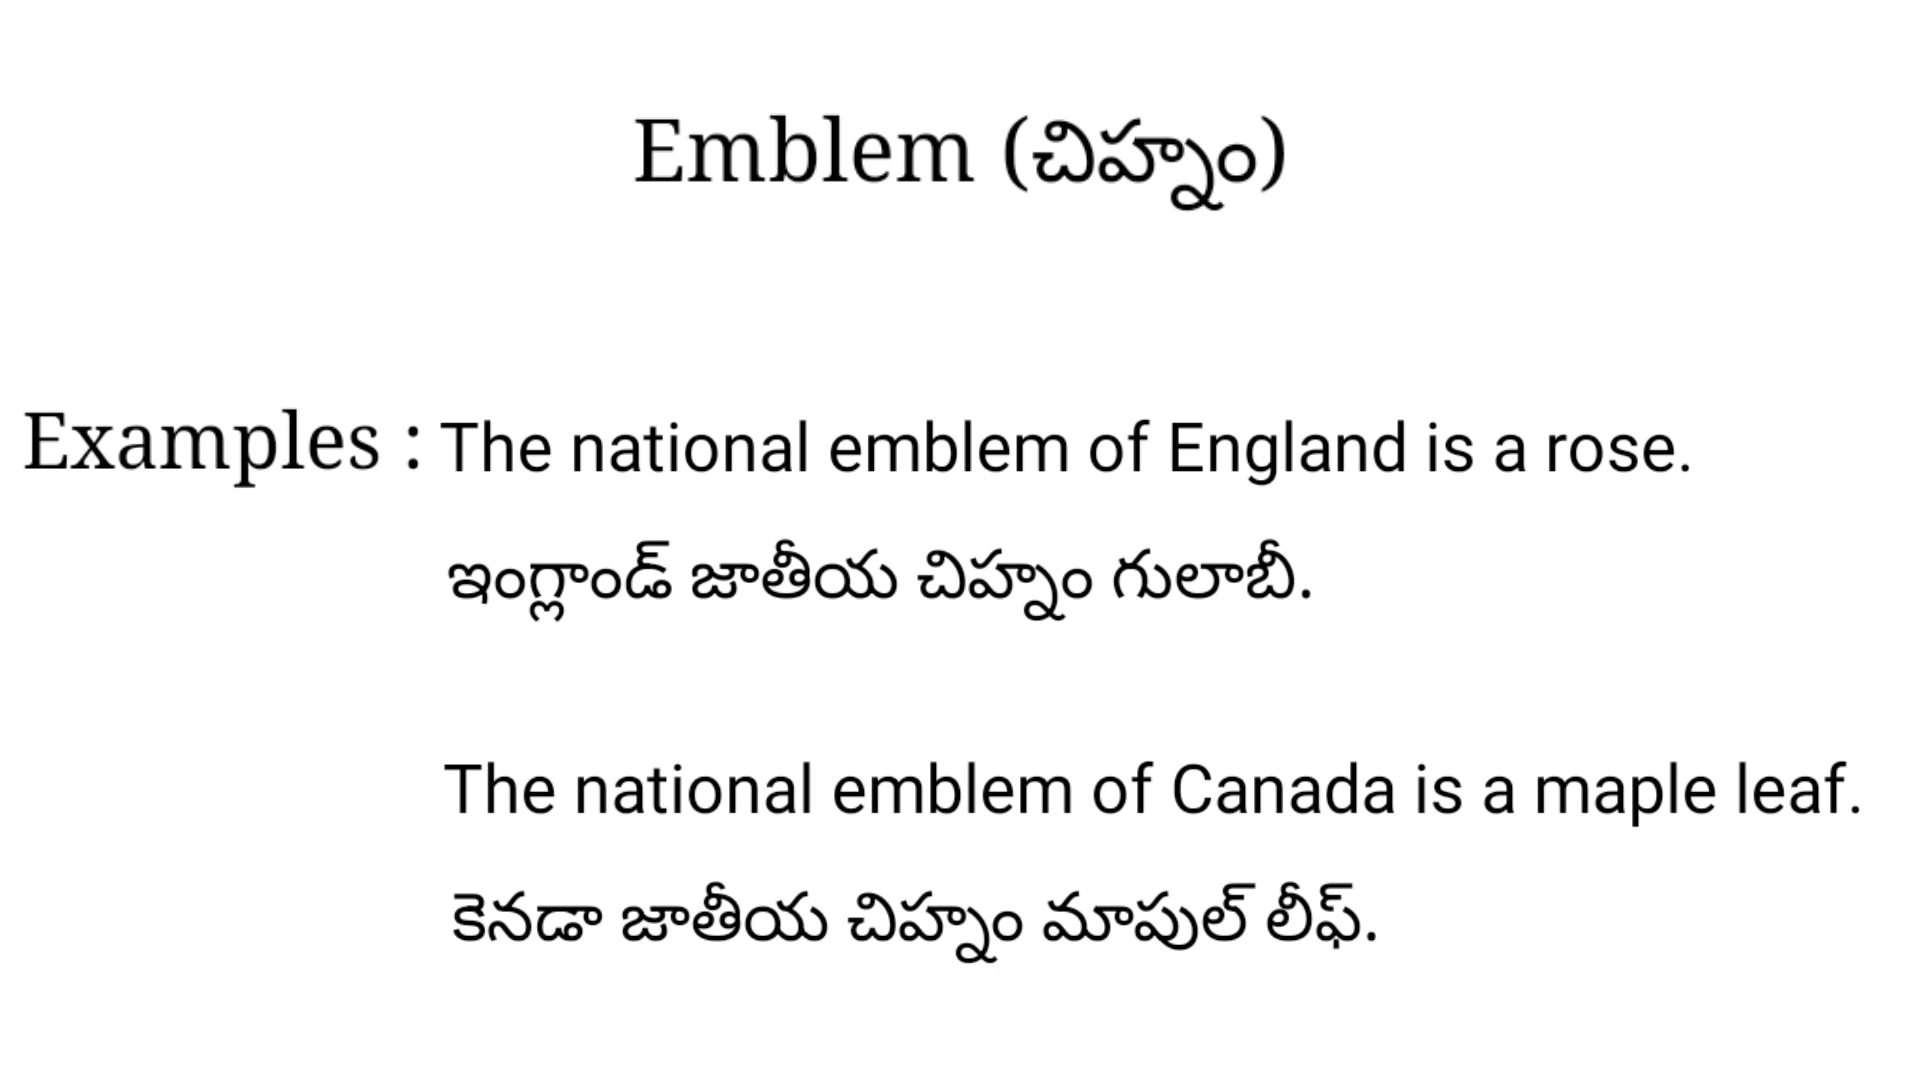 Emblem (చిహ్నం)
Examples : The national emblem of England is a rose.
ఇంగ్లాండ్ జాతీయ చిహ్నం గులాబీ.
The national emblem of Canada is a maple leaf.
కెనడా జాతీయ చిహ్నం మాపుల్ లీఫ్.